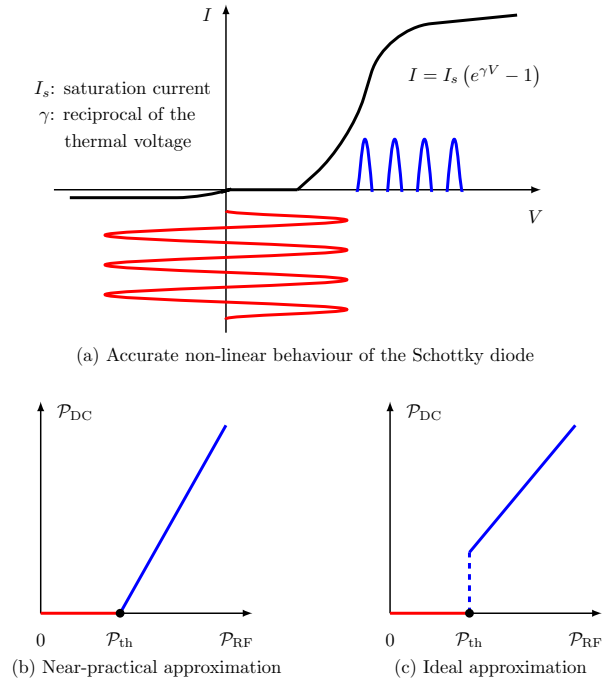 I
I_s: saturation current
γ: reciprocal of the
thermal voltage
I = I_s (e^{γV} − 1)
V
(a) Accurate non-linear behaviour of the Schottky diode
𝒫_DC
0
𝒫_th
𝒫_RF
(b) Near-practical approximation
𝒫_DC
0
𝒫_th
𝒫_RF
(c) Ideal approximation